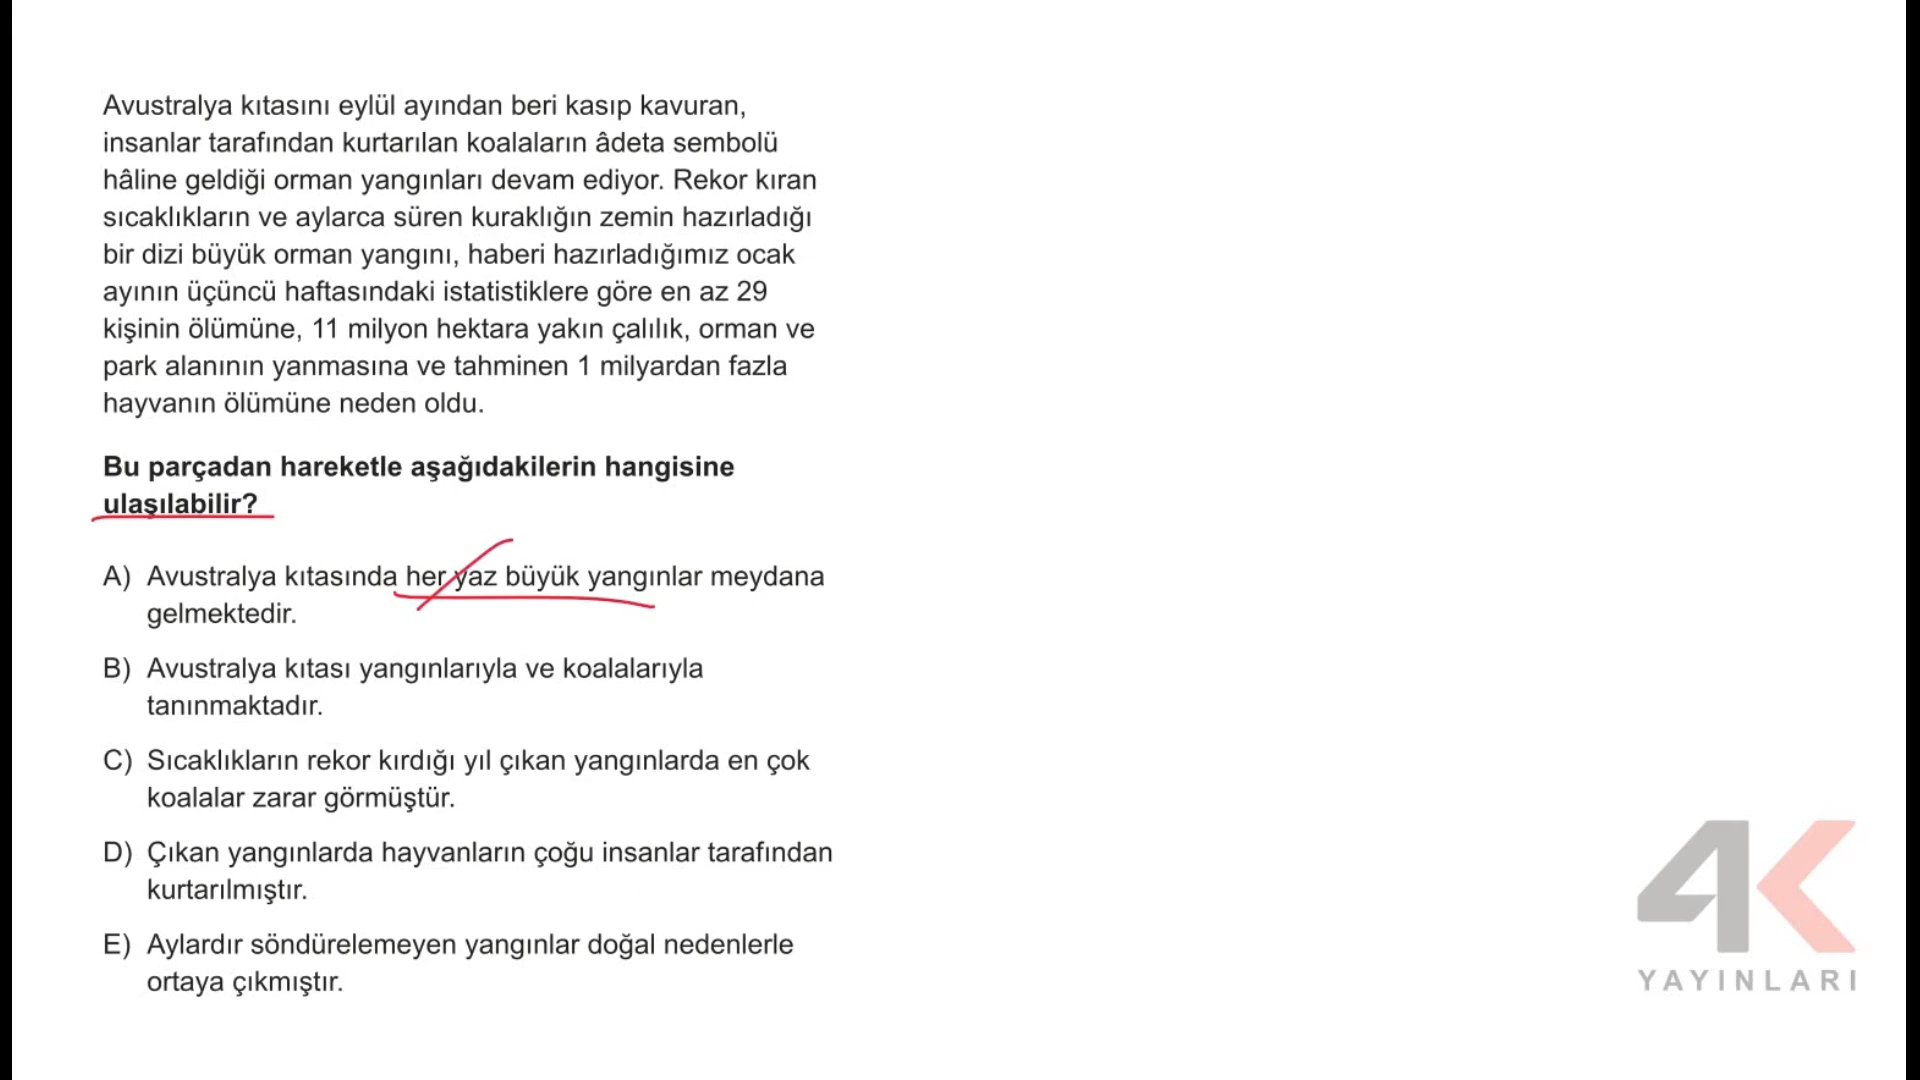 Avustralya kıtasını eylül ayından beri kasıp kavuran,
insanlar tarafından kurtarılan koalaların âdeta sembolü
hâline geldiği orman yangınları devam ediyor. Rekor kıran
sıcaklıkların ve aylarca süren kuraklığın zemin hazırladığı
bir dizi büyük orman yangını, haberi hazırladığımız ocak
ayının üçüncü haftasındaki istatistiklere göre en az 29
kişinin ölümüne, 11 milyon hektara yakın çalılık, orman ve
park alanının yanmasına ve tahminen 1 milyardan fazla
hayvanın ölümüne neden oldu.
Bu parçadan hareketle aşağıdakilerin hangisine
ulaşılabilir?
A) Avustralya kıtasında her yaz büyük yangınlar meydana
gelmektedir.
B) Avustralya kıtası yangınlarıyla ve koalalarıyla
tanınmaktadır.
C) Sıcaklıkların rekor kırdığı yıl çıkan yangınlarda en çok
koalalar zarar görmüştür.
D) Çıkan yangınlarda hayvanların çoğu insanlar tarafından
kurtarılmıştır.
E) Aylardır söndürelemeyen yangınlar doğal nedenlerle
ortaya çıkmıştır.
4K
YAYINLARI